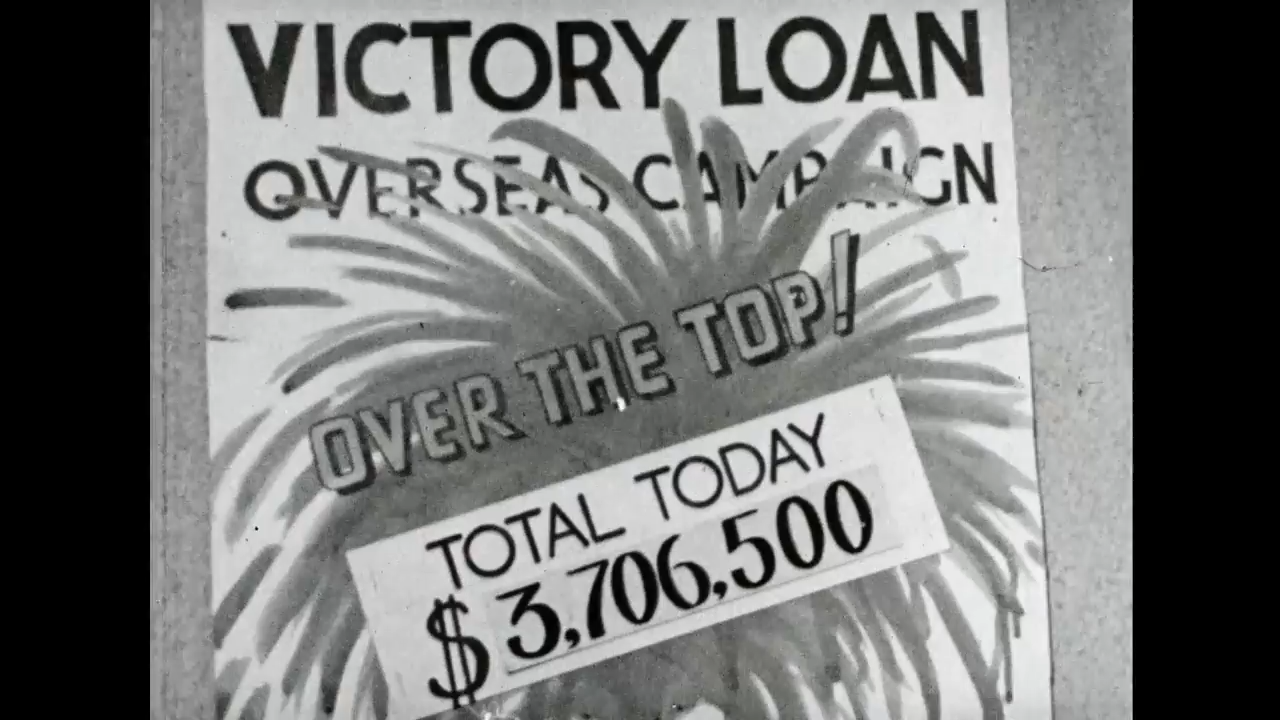 VICTORY LOAN
OVERSEAS CAMPAIGN
OVER THE TOP!
TOTAL TODAY
$3,706,500